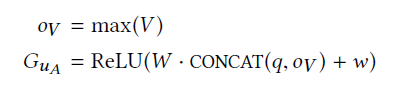 o_V = max(V)
G_{u_A} = ReLU(W · CONCAT(q, o_V) + w)